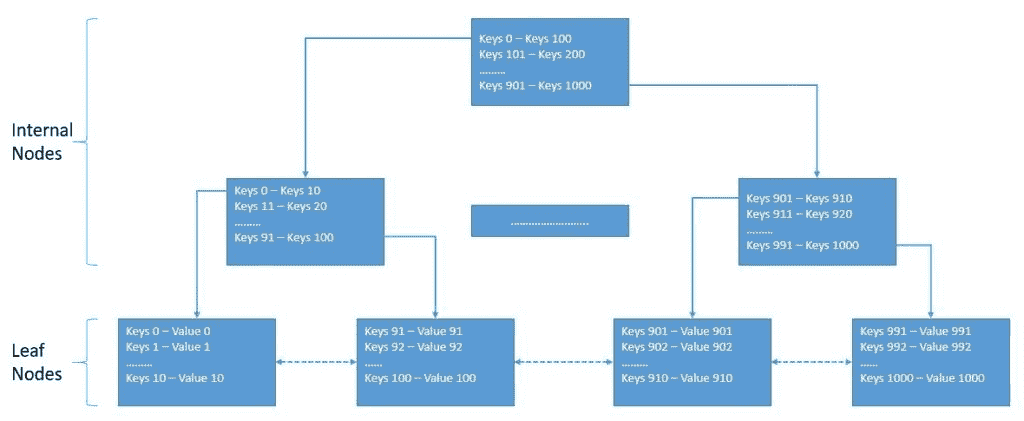 Keys 0 – Keys 100
Keys 101 – Keys 200
.........
Keys 901 – Keys 1000
Internal
Nodes
Keys 0 – Keys 10
Keys 11 – Keys 20
.........
Keys 91 – Keys 100
..........................
Keys 901 – Keys 910
Keys 911 – Keys 920
.........
Keys 991 – Keys 1000
Leaf
Nodes
Keys 0 – Value 0
Keys 1 – Value 1
.........
Keys 10 – Value 10
Keys 91 – Value 91
Keys 92 – Value 92
......
Keys 100 – Value 100
Keys 901 – Value 901
Keys 902 – Value 902
.........
Keys 910 – Value 910
Keys 991 – Value 991
Keys 992 – Value 992
......
Keys 1000 – Value 1000